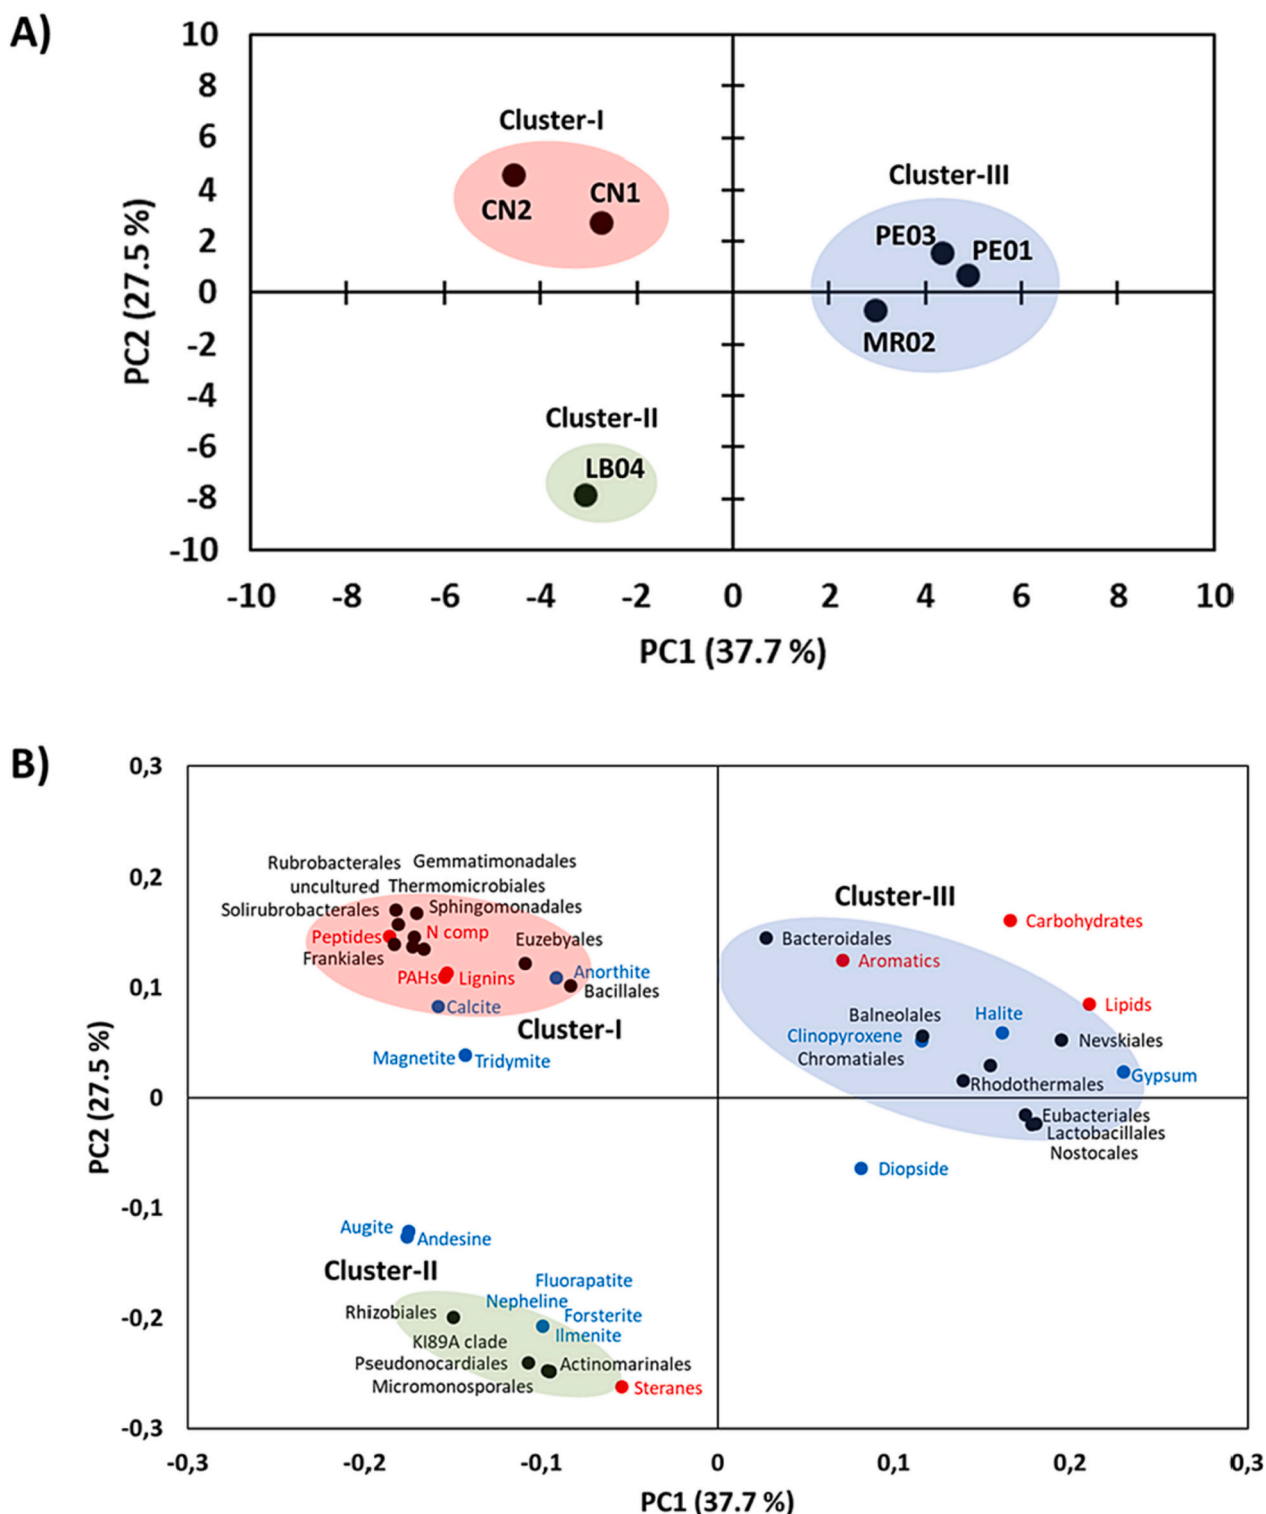 A)
10
8
6
4
2
0
-2
-4
-6
-8
-10
PC2 (27.5 %)
Cluster-I
CN2
CN1
Cluster-III
PE03
PE01
MR02
Cluster-II
LB04
-10 -8 -6 -4 -2 0 2 4 6 8 10
PC1 (37.7 %)
B)
0,3
0,2
0,1
0
-0,1
-0,2
-0,3
PC2 (27.5 %)
Rubrobacterales Gemmatimonadales
uncultured Thermomicrobiales
Solirubrobacterales Sphingomonadales
Peptides N comp
Frankiales
Euzebyales
PAHs Lignins
Anorthite
Bacillales
Calcite
Cluster-I
Magnetite Tridymite
Cluster-III
Carbohydrates
Bacteroidales
Aromatics
Lipids
Balneolales
Halite
Clinopyroxene
Nevskiales
Chromatiales
Gypsum
Rhodothermales
Eubacteriales
Lactobacillales
Nostocales
Diopside
Augite
Andesine
Cluster-II
Fluorapatite
Nepheline
Rhizobiales
Forsterite
Ilmenite
KI89A clade
Pseudonocardiales
Actinomarinales
Micromonosporales
Steranes
-0,3 -0,2 -0,1 0 0,1 0,2 0,3
PC1 (37.7 %)